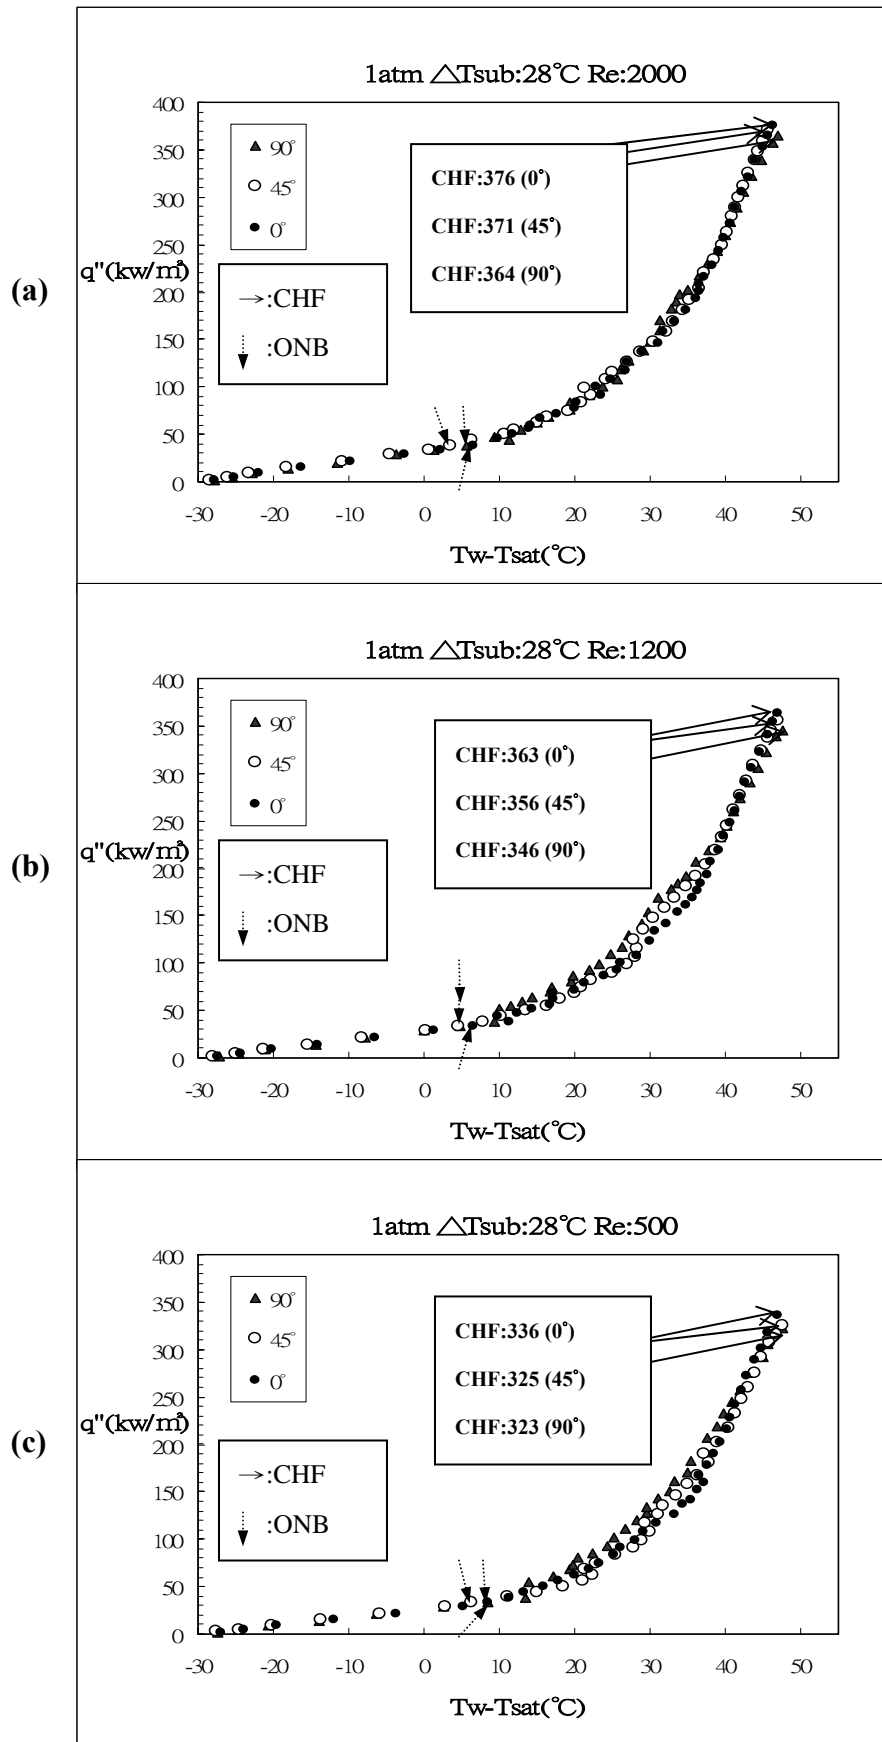 (a)
1atm △Tsub:28℃ Re:2000
400
350
300
250
200
150
100
50
0
q"(kw/m²)
90°
45°
0°
→:CHF
:ONB
CHF:376 (0°)
CHF:371 (45°)
CHF:364 (90°)
-30 -20 -10 0 10 20 30 40 50
Tw-Tsat(℃)
(b)
1atm △Tsub:28℃ Re:1200
400
350
300
250
200
150
100
50
0
q"(kw/m²)
90°
45°
0°
→:CHF
:ONB
CHF:363 (0°)
CHF:356 (45°)
CHF:346 (90°)
-30 -20 -10 0 10 20 30 40 50
Tw-Tsat(℃)
(c)
1atm △Tsub:28℃ Re:500
400
350
300
250
200
150
100
50
0
q"(kw/m²)
90°
45°
0°
→:CHF
:ONB
CHF:336 (0°)
CHF:325 (45°)
CHF:323 (90°)
-30 -20 -10 0 10 20 30 40 50
Tw-Tsat(℃)